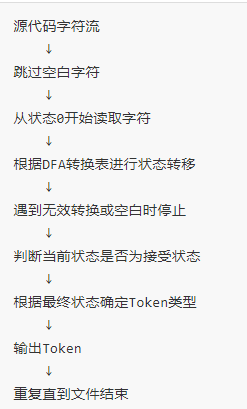 源代码字符流
↓
跳过空白字符
↓
从状态0开始读取字符
↓
根据DFA转换表进行状态转移
↓
遇到无效转换或空白时停止
↓
判断当前状态是否为接受状态
↓
根据最终状态确定Token类型
↓
输出Token
↓
重复直到文件结束